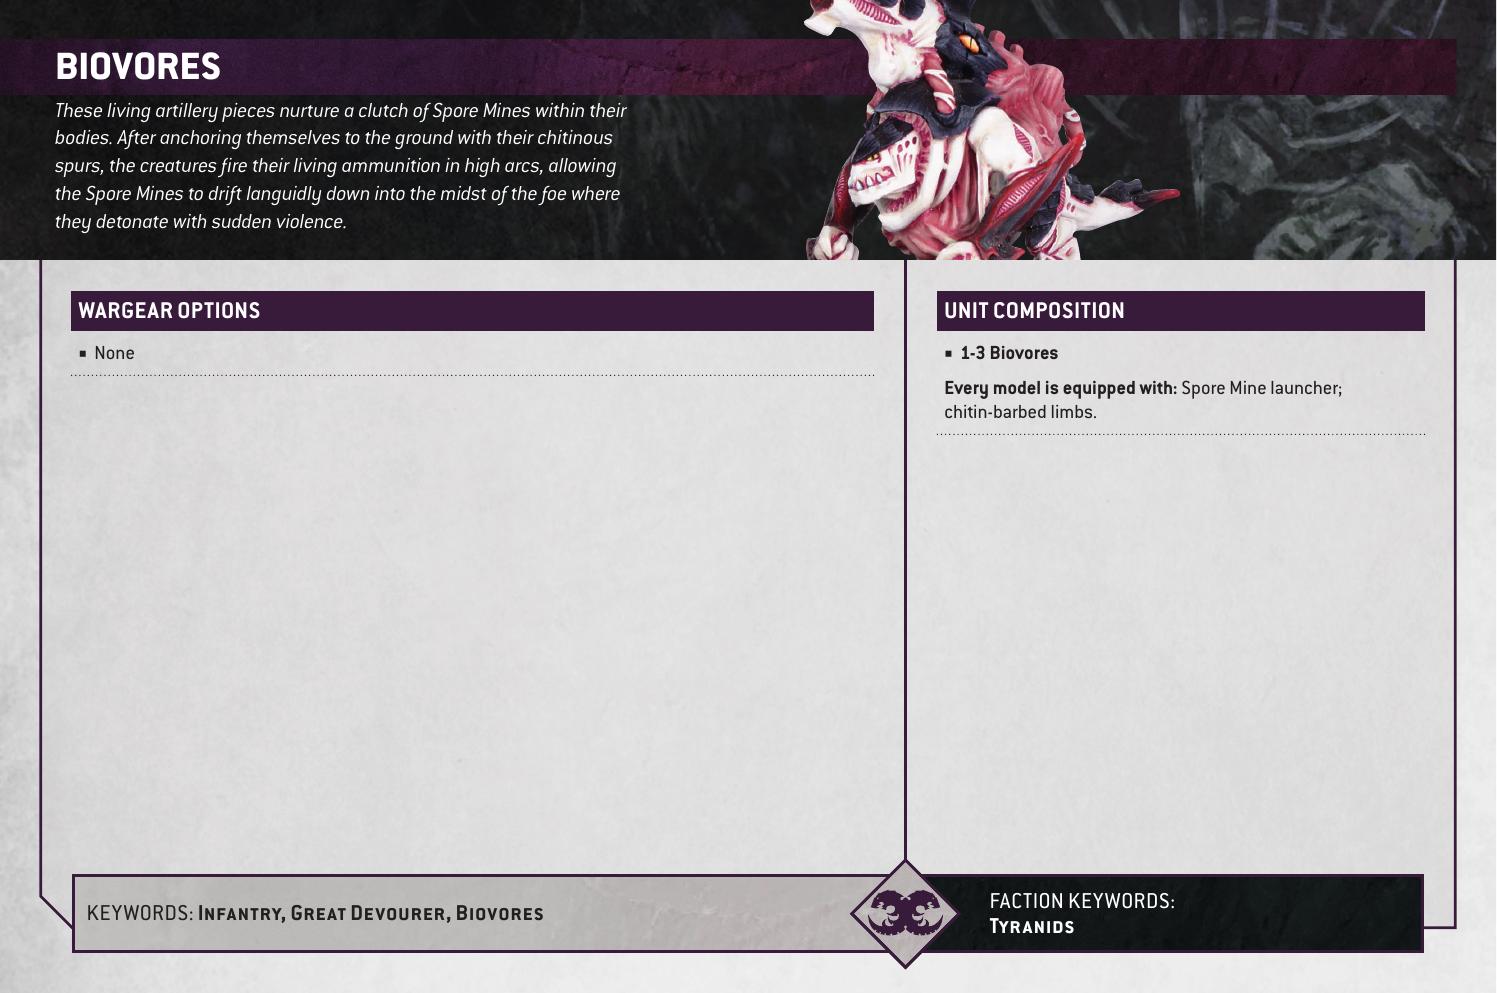 BIOVORES
These living artillery pieces nurture a clutch of Spore Mines within their
bodies. After anchoring themselves to the ground with their chitinous
spurs, the creatures fire their living ammunition in high arcs, allowing
the Spore Mines to drift languidly down into the midst of the foe where
they detonate with sudden violence.
WARGEAR OPTIONS
■ None
UNIT COMPOSITION
■ 1-3 Biovores
Every model is equipped with: Spore Mine launcher;
chitin-barbed limbs.
KEYWORDS: Infantry, Great Devourer, Biovores
FACTION KEYWORDS:
Tyranids